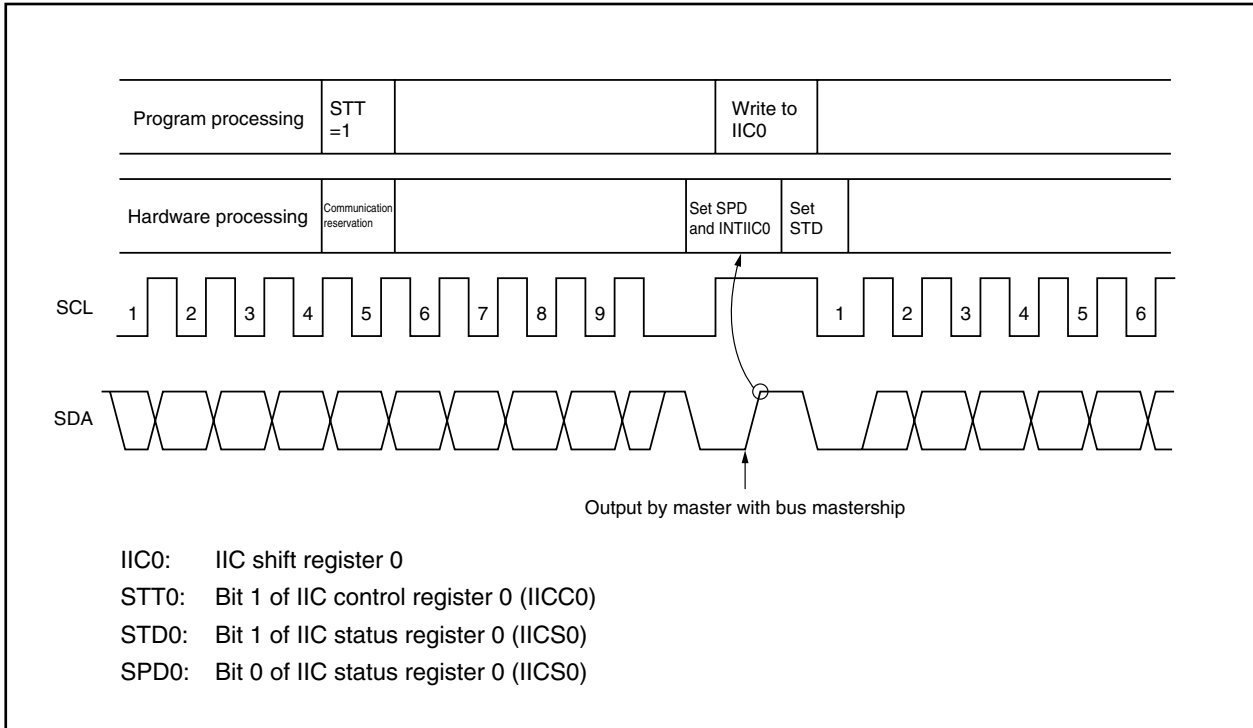 Program processing
STT
=1
Write to
IIC0
Hardware processing
Communication
reservation
Set SPD
and INTIIC0
Set
STD
SCL
1 2 3 4 5 6 7 8 9 1 2 3 4 5 6
SDA
Output by master with bus mastership
IIC0: IIC shift register 0
STT0: Bit 1 of IIC control register 0 (IICC0)
STD0: Bit 1 of IIC status register 0 (IICS0)
SPD0: Bit 0 of IIC status register 0 (IICS0)